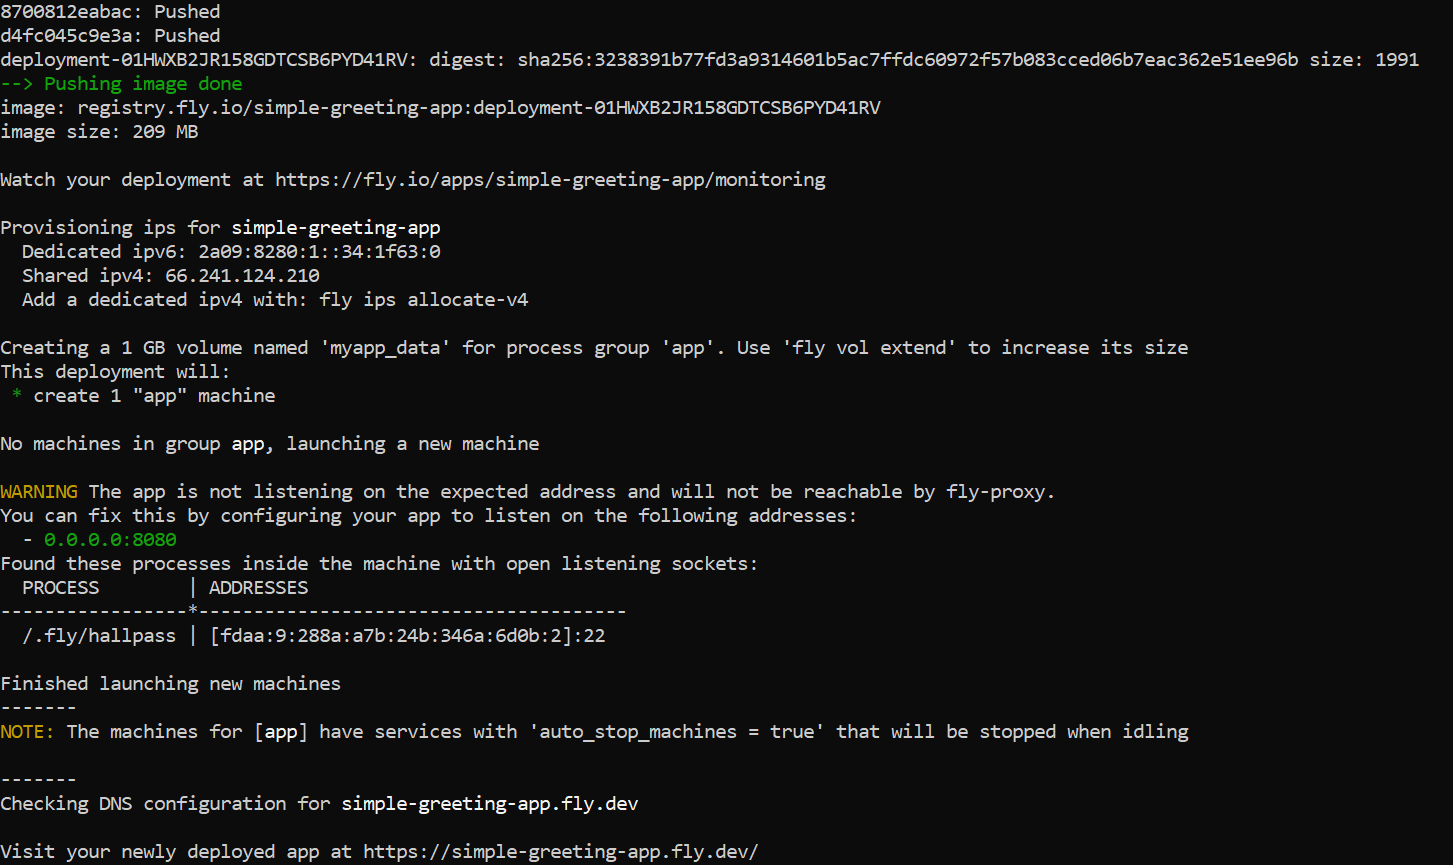 8700812eabac: Pushed
d4fc045c9e3a: Pushed
deployment-01HWXB2JR158GDTCSB6PYD41RV: digest: sha256:3238391b77fd3a9314601b5ac7ffdc60972f57b083cced06b7eac362e51ee96b size: 1991
--> Pushing image done
image: registry.fly.io/simple-greeting-app:deployment-01HWXB2JR158GDTCSB6PYD41RV
image size: 209 MB
Watch your deployment at https://fly.io/apps/simple-greeting-app/monitoring
Provisioning ips for simple-greeting-app
  Dedicated ipv6: 2a09:8280:1::34:1f63:0
  Shared ipv4: 66.241.124.210
  Add a dedicated ipv4 with: fly ips allocate-v4
Creating a 1 GB volume named 'myapp_data' for process group 'app'. Use 'fly vol extend' to increase its size
This deployment will:
 * create 1 "app" machine
No machines in group app, launching a new machine
WARNING The app is not listening on the expected address and will not be reachable by fly-proxy.
You can fix this by configuring your app to listen on the following addresses:
  - 0.0.0.0:8080
Found these processes inside the machine with open listening sockets:
  PROCESS        | ADDRESSES
-----------------*---------------------------------------
  /.fly/hallpass | [fdaa:9:288a:a7b:24b:346a:6d0b:2]:22
Finished launching new machines
-------
NOTE: The machines for [app] have services with 'auto_stop_machines = true' that will be stopped when idling
-------
Checking DNS configuration for simple-greeting-app.fly.dev
Visit your newly deployed app at https://simple-greeting-app.fly.dev/